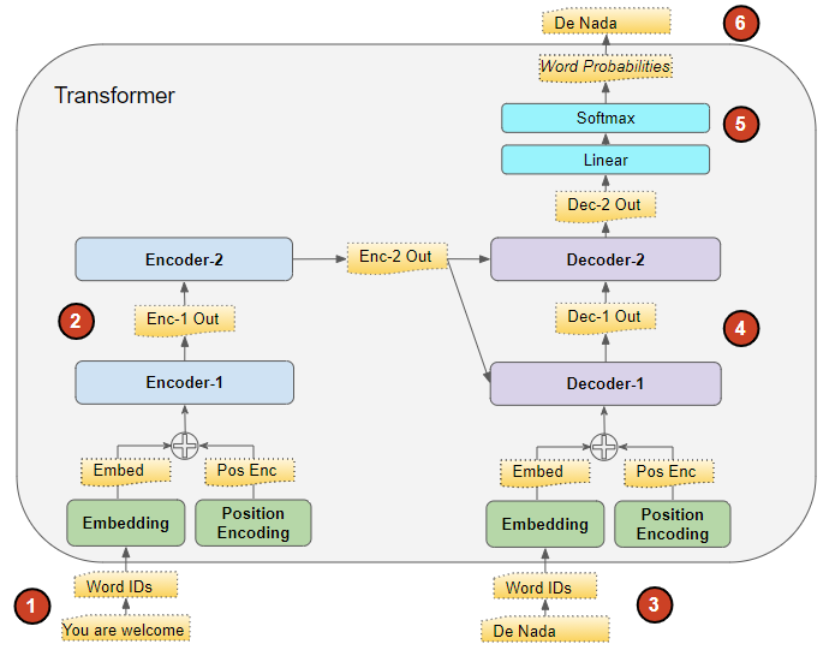 De Nada
6
Word Probabilities
Transformer
Softmax
5
Linear
Dec-2 Out
Encoder-2
Enc-2 Out
Decoder-2
2
Enc-1 Out
Dec-1 Out
4
Encoder-1
Decoder-1
Embed
Pos Enc
Embed
Pos Enc
Embedding
Position
Encoding
Embedding
Position
Encoding
1
Word IDs
Word IDs
3
You are welcome
De Nada